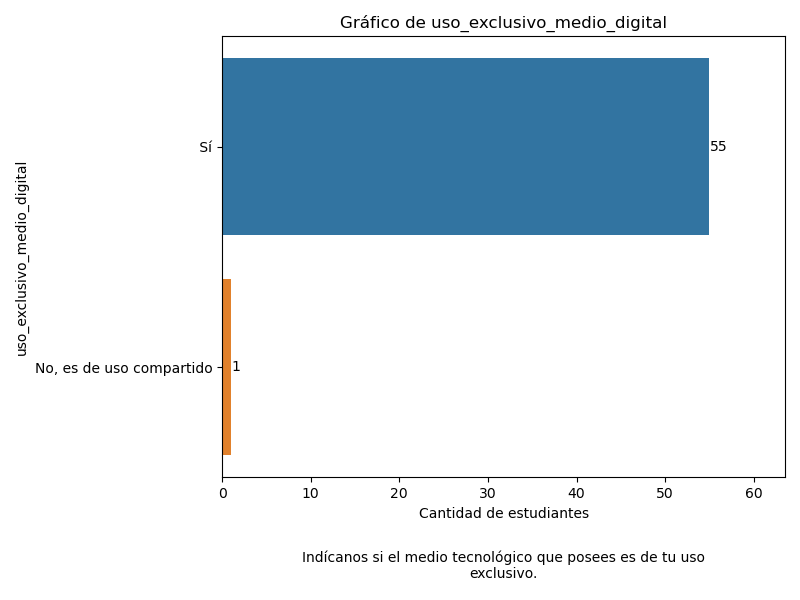 Gráfico de uso_exclusivo_medio_digital
uso_exclusivo_medio_digital
Sí
55
No, es de uso compartido
1
0 10 20 30 40 50 60
Cantidad de estudiantes
Indícanos si el medio tecnológico que posees es de tu uso
exclusivo.